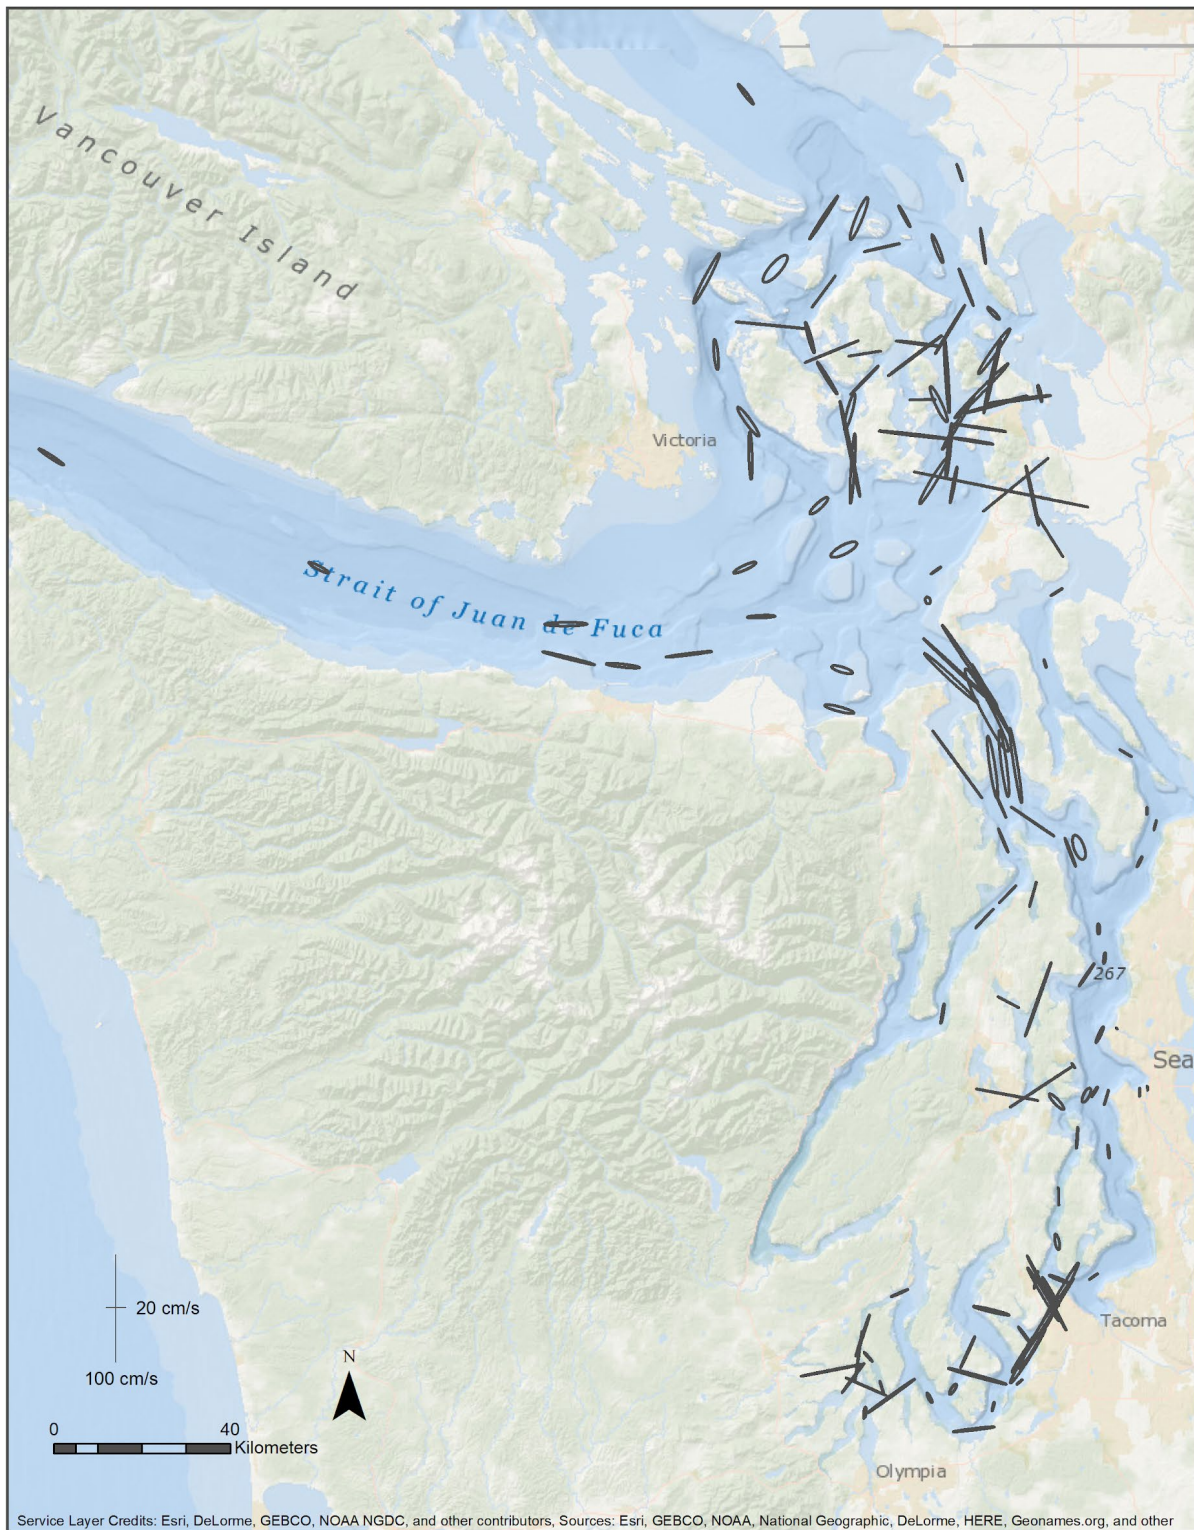 Vancouver Island
Victoria
Strait of Juan de Fuca
267
Sea
20 cm/s
Tacoma
100 cm/s
N
0 40
Kilometers
Olympia
Service Layer Credits: Esri, DeLorme, GEBCO, NOAA NGDC, and other contributors, Sources: Esri, GEBCO, NOAA, National Geographic, DeLorme, HERE, Geonames.org, and other